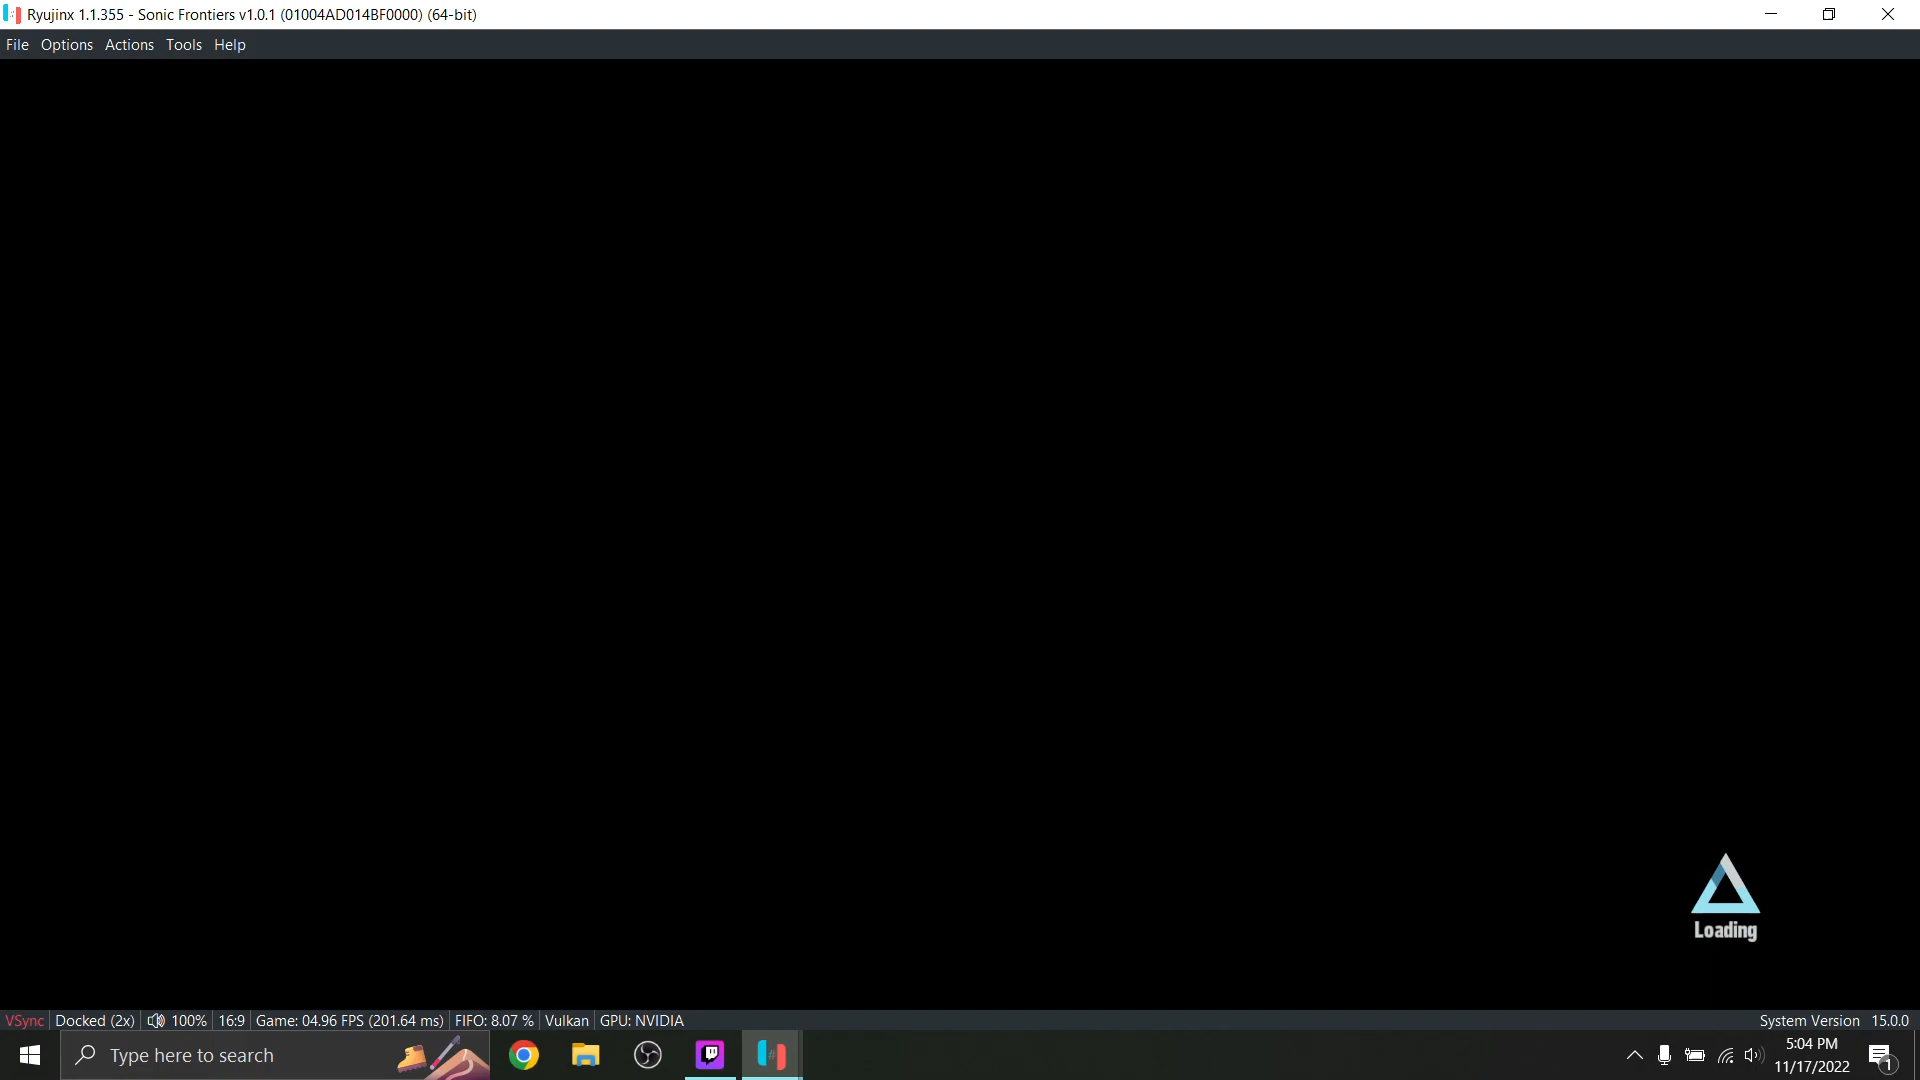 Ryujinx 1.1.355 - Sonic Frontiers v1.0.1 (01004AD014BF0000) (64-bit)
File Options Actions Tools Help
Loading
VSync Docked (2x) 100% 16:9 Game: 04.96 FPS (201.64 ms) FIFO: 8.07 % Vulkan GPU: NVIDIA System Version 15.0.0
Type here to search
5:04 PM
11/17/2022
1